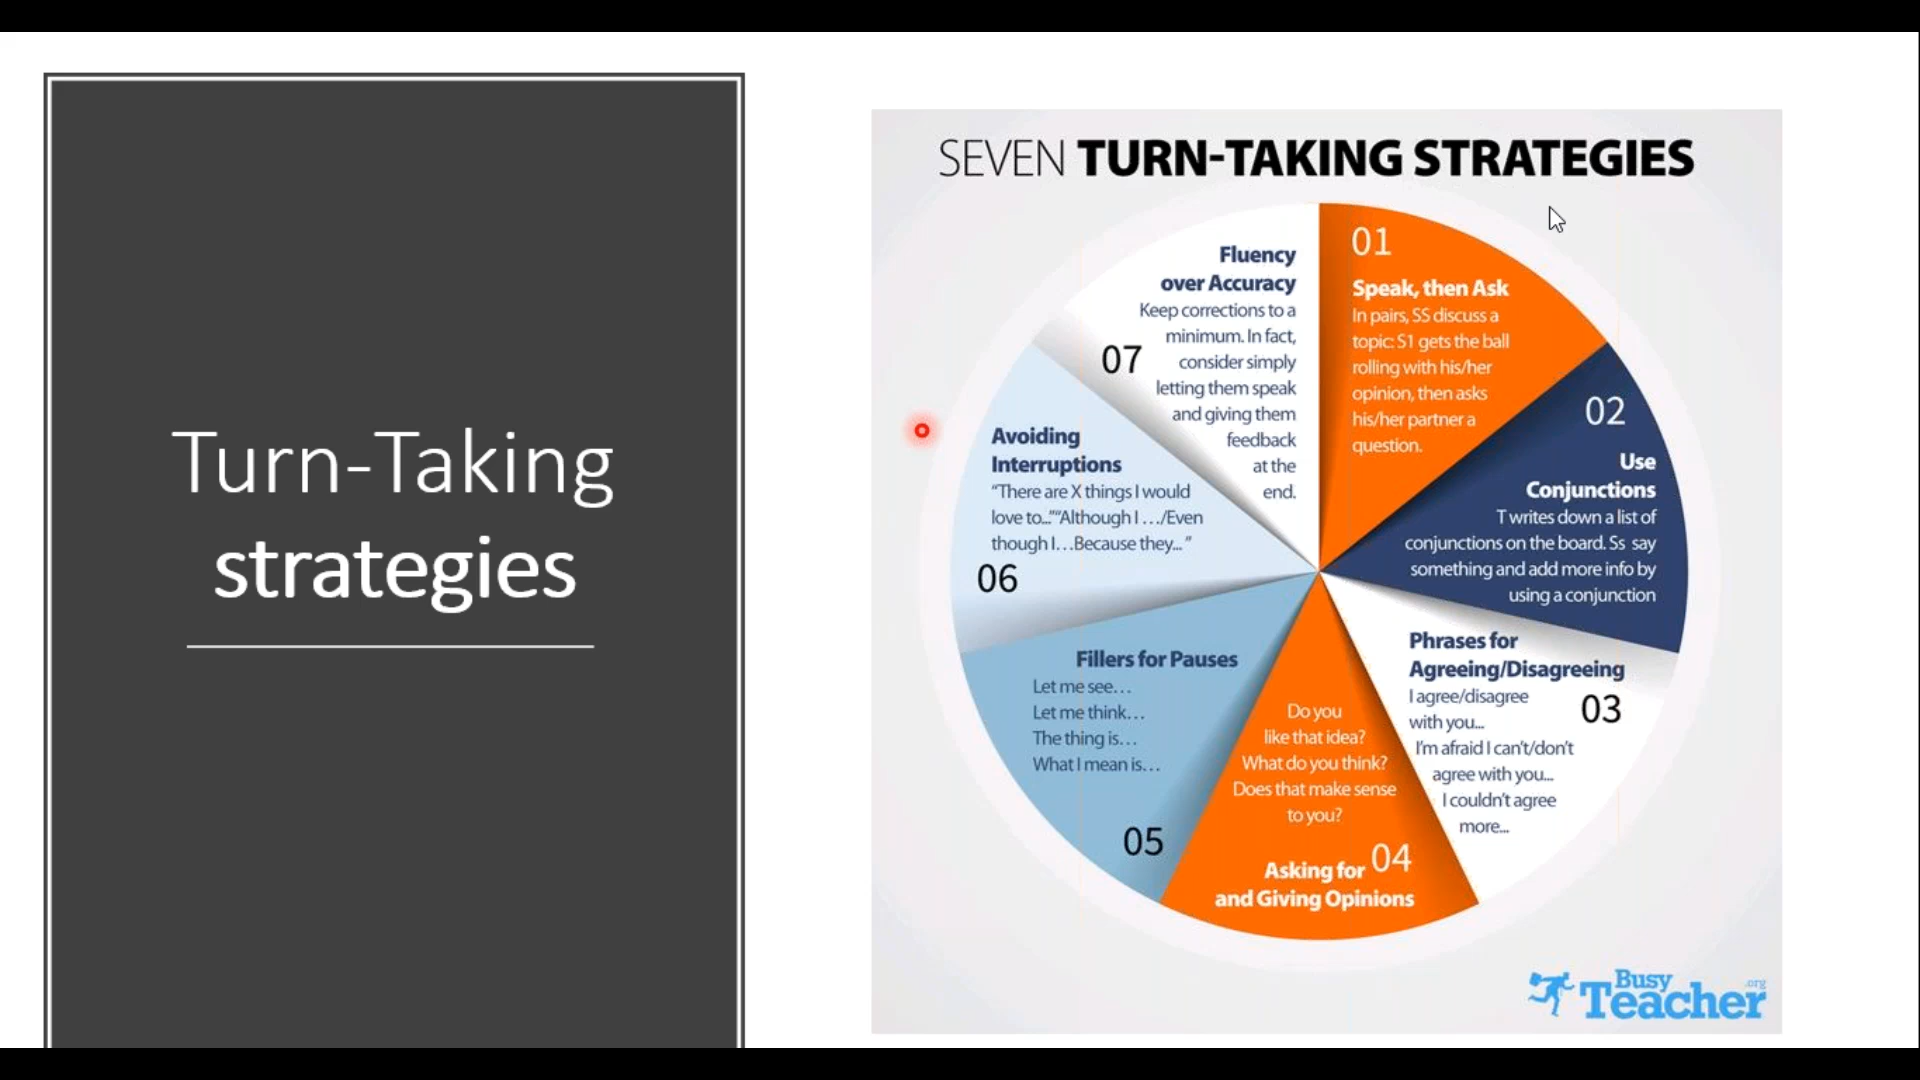 Turn-Taking
strategies
SEVEN TURN-TAKING STRATEGIES
01
Speak, then Ask
In pairs, SS discuss a
topic: S1 gets the ball
rolling with his/her
opinion, then asks
his/her partner a
question.
02
Use
Conjunctions
T writes down a list of
conjunctions on the board. Ss say
something and add more info by
using a conjunction
Phrases for
Agreeing/Disagreeing
03
I agree/disagree
with you...
I'm afraid I can't/don't
agree with you...
I couldn't agree
more...
Do you
like that idea?
What do you think?
Does that make sense
to you?
04
Asking for
and Giving Opinions
Fillers for Pauses
Let me see…
Let me think…
The thing is…
What I mean is…
05
Avoiding
Interruptions
"There are X things I would
love to...""Although I …/Even
though I…Because they..."
06
Fluency
over Accuracy
Keep corrections to a
minimum. In fact,
consider simply
letting them speak
and giving them
feedback
at the
end.
07
Busy
Teacher
.org